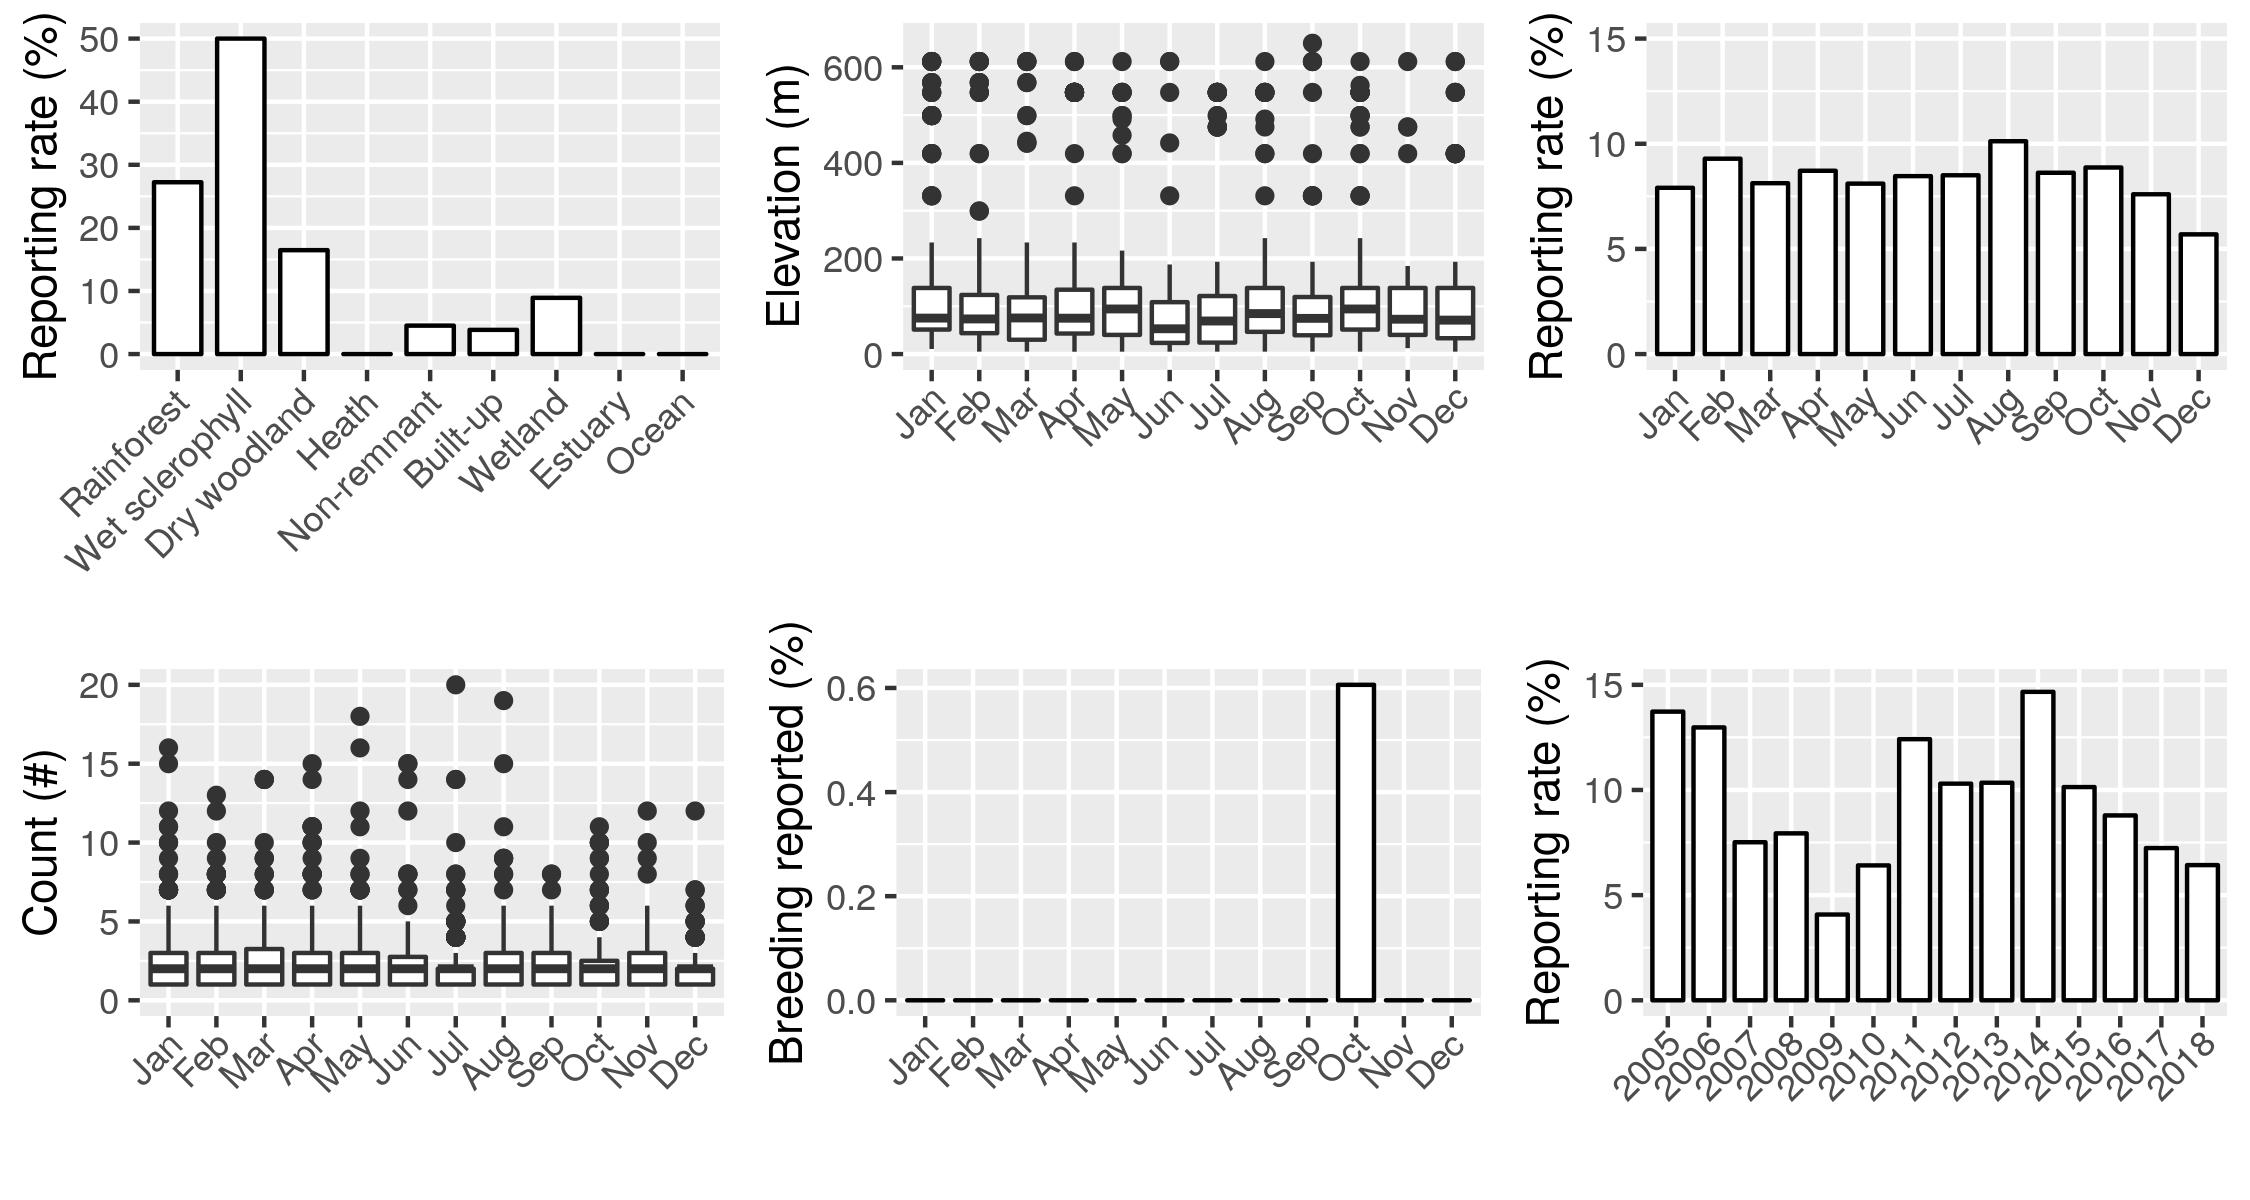 Reporting rate (%)
50
40
30
20
10
0
Rainforest
Wet sclerophyll
Dry woodland
Heath
Non-remnant
Built-up
Wetland
Estuary
Ocean
Elevation (m)
600
400
200
0
Jan
Feb
Mar
Apr
May
Jun
Jul
Aug
Sep
Oct
Nov
Dec
Reporting rate (%)
15
10
5
0
Jan
Feb
Mar
Apr
May
Jun
Jul
Aug
Sep
Oct
Nov
Dec
Count (#)
20
15
10
5
0
Jan
Feb
Mar
Apr
May
Jun
Jul
Aug
Sep
Oct
Nov
Dec
Breeding reported (%)
0.6
0.4
0.2
0.0
Jan
Feb
Mar
Apr
May
Jun
Jul
Aug
Sep
Oct
Nov
Dec
Reporting rate (%)
15
10
5
0
2005
2006
2007
2008
2009
2010
2011
2012
2013
2014
2015
2016
2017
2018